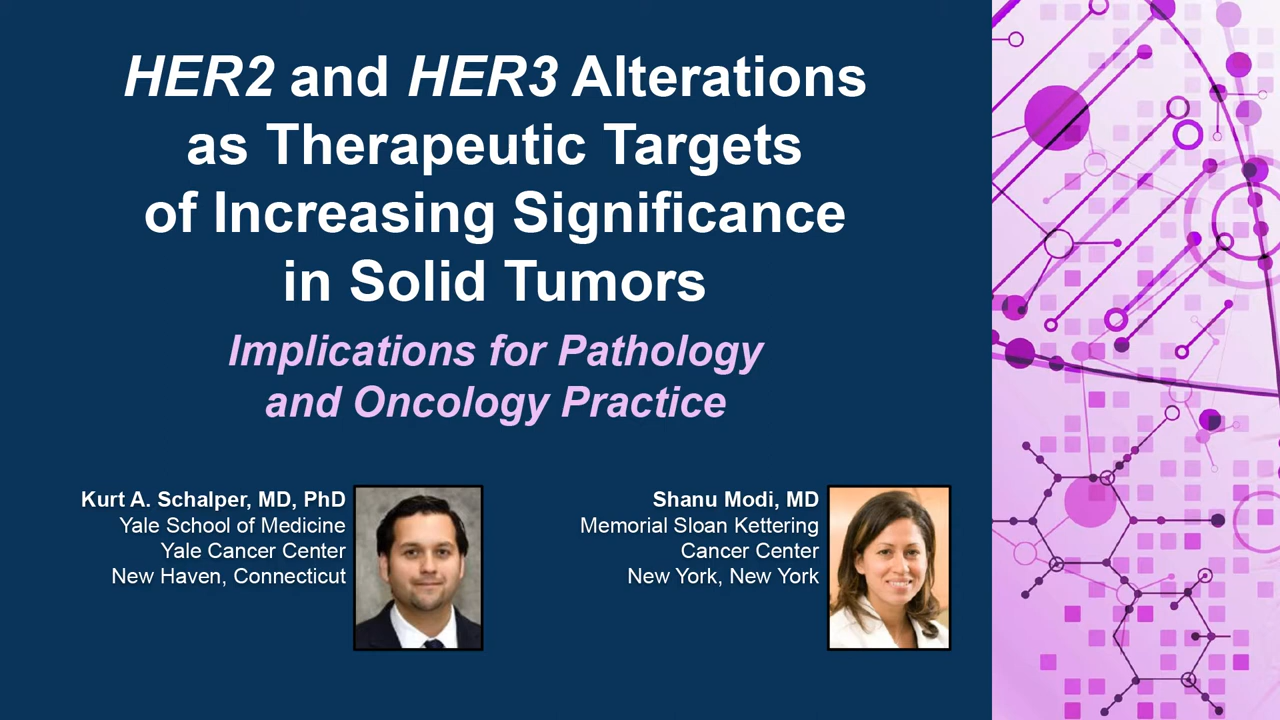 HER2 and HER3 Alterations
as Therapeutic Targets
of Increasing Significance
in Solid Tumors
Implications for Pathology
and Oncology Practice
Kurt A. Schalper, MD, PhD
Yale School of Medicine
Yale Cancer Center
New Haven, Connecticut
Shanu Modi, MD
Memorial Sloan Kettering
Cancer Center
New York, New York